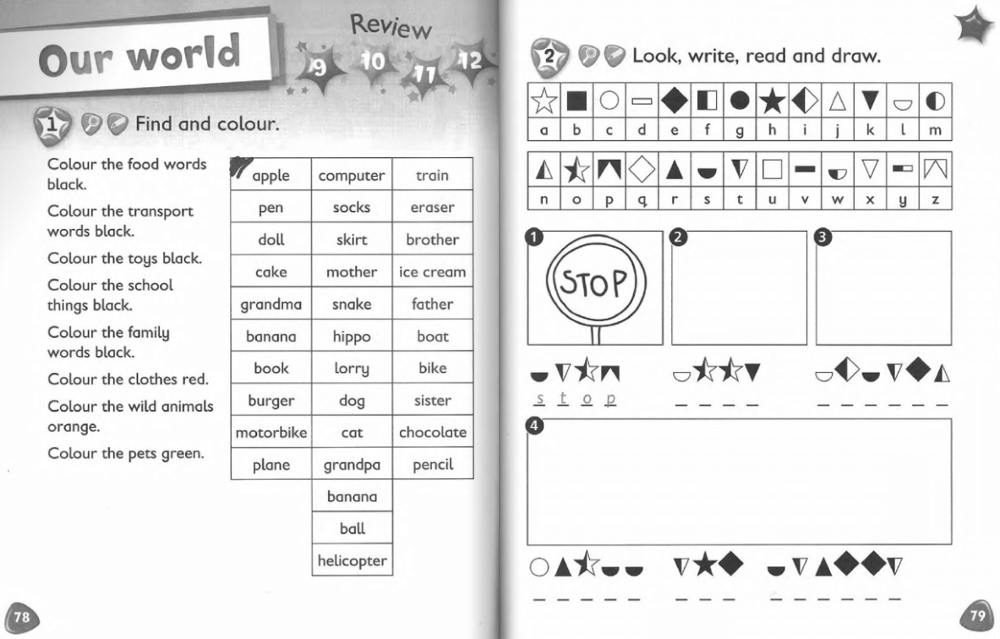 Our world
Review
9 10 11 12
1 Find and colour.
Colour the food words
black.
Colour the transport
words black.
Colour the toys black.
Colour the school
things black.
Colour the family
words black.
Colour the clothes red.
Colour the wild animals
orange.
Colour the pets green.
apple computer train
pen socks eraser
doll skirt brother
cake mother ice cream
grandma snake father
banana hippo boat
book lorry bike
burger dog sister
motorbike cat chocolate
plane grandpa pencil
banana
ball
helicopter
78
2 Look, write, read and draw.
a b c d e f g h i j k l m
n o p q r s t u v w x y z
1 2 3
STOP
s t o p
4
79